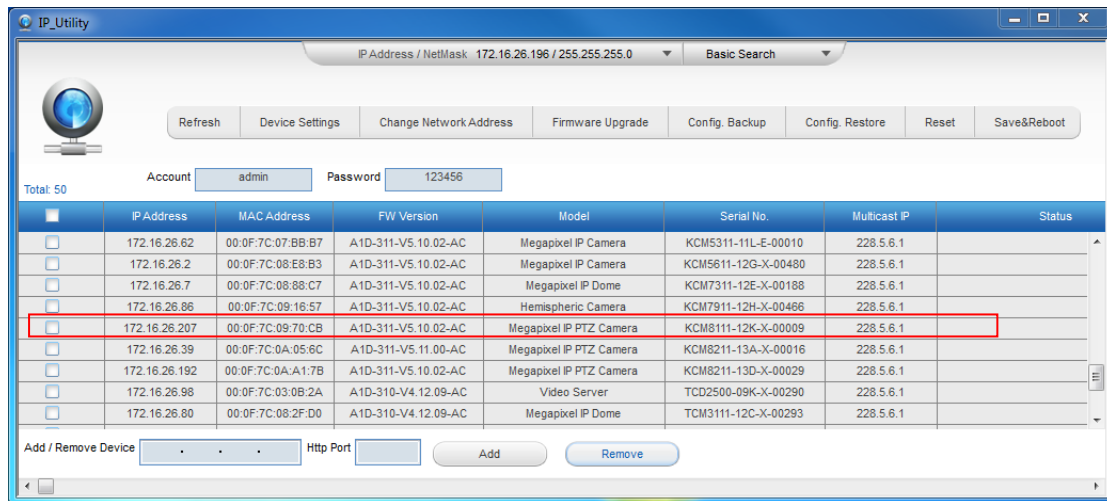 IP_Utility
IP Address / NetMask 172.16.26.196 / 255.255.255.0 Basic Search
Refresh Device Settings Change Network Address Firmware Upgrade Config. Backup Config. Restore Reset Save&Reboot
Account admin Password 123456
Total: 50
IP Address MAC Address FW Version Model Serial No. Multicast IP Status
172.16.26.62 00:0F:7C:07:BB:B7 A1D-311-V5.10.02-AC Megapixel IP Camera KCM5311-11L-E-00010 228.5.6.1
172.16.26.2 00:0F:7C:08:E8:B3 A1D-311-V5.10.02-AC Megapixel IP Camera KCM5611-12G-X-00480 228.5.6.1
172.16.26.7 00:0F:7C:08:88:C7 A1D-311-V5.10.02-AC Megapixel IP Dome KCM7311-12E-X-00188 228.5.6.1
172.16.26.86 00:0F:7C:09:16:57 A1D-311-V5.10.02-AC Hemispheric Camera KCM7911-12H-X-00466 228.5.6.1
172.16.26.207 00:0F:7C:09:70:CB A1D-311-V5.10.02-AC Megapixel IP PTZ Camera KCM8111-12K-X-00009 228.5.6.1
172.16.26.39 00:0F:7C:0A:05:6C A1D-311-V5.11.00-AC Megapixel IP PTZ Camera KCM8211-13A-X-00016 228.5.6.1
172.16.26.192 00:0F:7C:0A:A1:7B A1D-311-V5.10.02-AC Megapixel IP PTZ Camera KCM8211-13D-X-00029 228.5.6.1
172.16.26.98 00:0F:7C:03:0B:2A A1D-310-V4.12.09-AC Video Server TCD2500-09K-X-00290 228.5.6.1
172.16.26.80 00:0F:7C:08:2F:D0 A1D-310-V4.12.09-AC Megapixel IP Dome TCM3111-12C-X-00293 228.5.6.1
Add / Remove Device . . . Http Port Add Remove